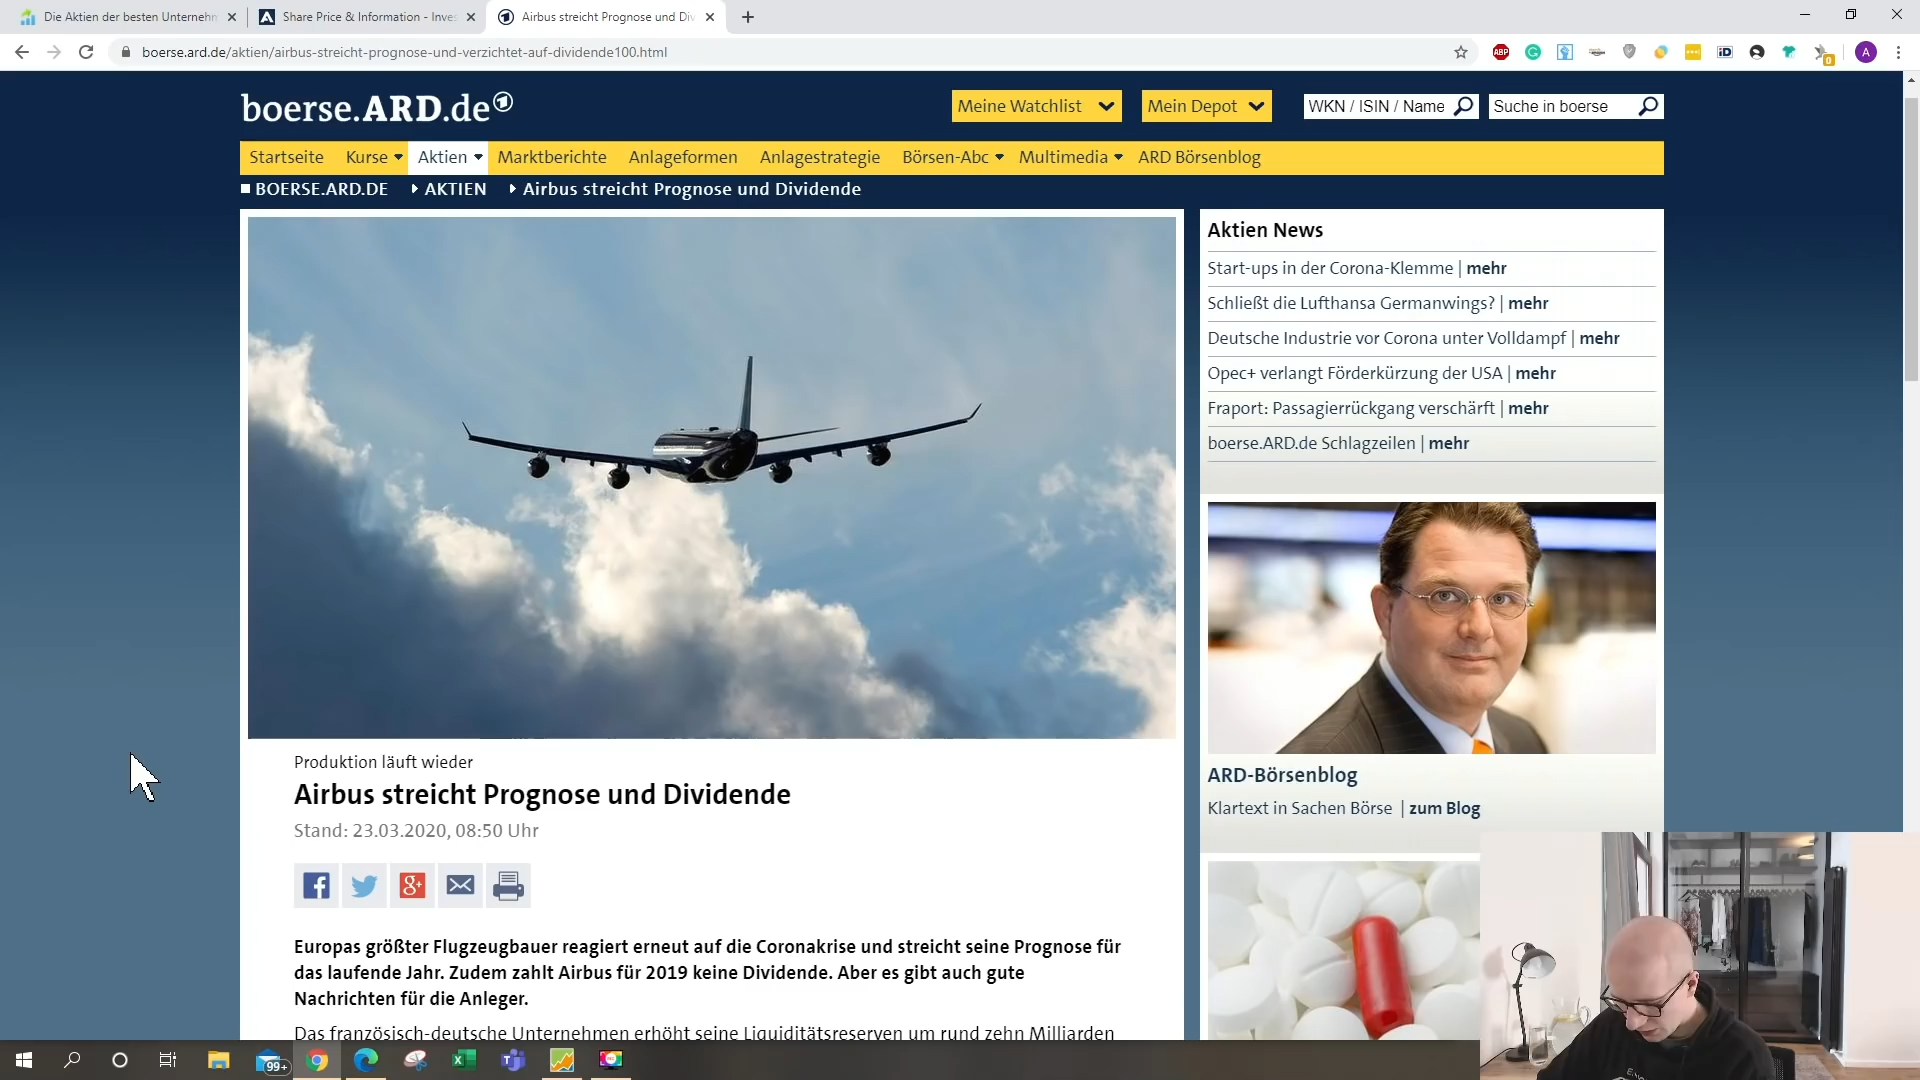 Die Aktien der besten Unternehm
Share Price & Information - Inves
Airbus streicht Prognose und Div
boerse.ard.de/aktien/airbus-streicht-prognose-und-verzichtet-auf-dividende100.html
ABP
iD
0
A
boerse.ARD.de
Meine Watchlist
Mein Depot
WKN / ISIN / Name
Suche in boerse
Startseite Kurse Aktien Marktberichte Anlageformen Anlagestrategie Börsen-Abc Multimedia ARD Börsenblog
BOERSE.ARD.DE AKTIEN Airbus streicht Prognose und Dividende
Aktien News
Start-ups in der Corona-Klemme | mehr
Schließt die Lufthansa Germanwings? | mehr
Deutsche Industrie vor Corona unter Volldampf | mehr
Opec+ verlangt Förderkürzung der USA | mehr
Fraport: Passagierrückgang verschärft | mehr
boerse.ARD.de Schlagzeilen | mehr
ARD-Börsenblog
Klartext in Sachen Börse | zum Blog
Produktion läuft wieder
Airbus streicht Prognose und Dividende
Stand: 23.03.2020, 08:50 Uhr
Europas größter Flugzeugbauer reagiert erneut auf die Coronakrise und streicht seine Prognose für
das laufende Jahr. Zudem zahlt Airbus für 2019 keine Dividende. Aber es gibt auch gute
Nachrichten für die Anleger.
Das französisch-deutsche Unternehmen erhöht seine Liquiditätsreserven um rund zehn Milliarden
99+